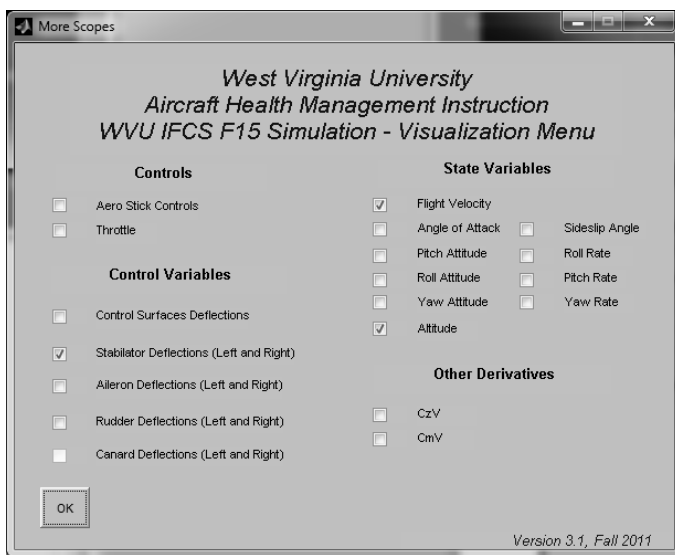 More Scopes
West Virginia University
Aircraft Health Management Instruction
WVU IFCS F15 Simulation - Visualization Menu
Controls
Aero Stick Controls
Throttle
Control Variables
Control Surfaces Deflections
Stabilator Deflections (Left and Right)
Aileron Deflections (Left and Right)
Rudder Deflections (Left and Right)
Canard Deflections (Left and Right)
OK
State Variables
Flight Velocity
Angle of Attack Sideslip Angle
Pitch Attitude Roll Rate
Roll Attitude Pitch Rate
Yaw Attitude Yaw Rate
Altitude
Other Derivatives
CzV
CmV
Version 3.1, Fall 2011